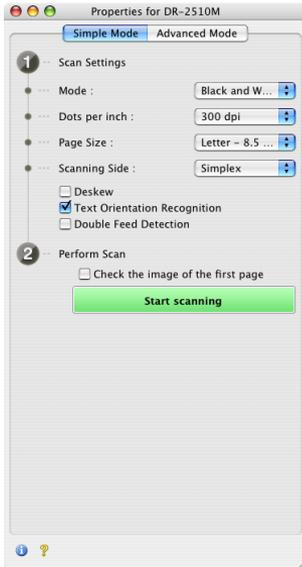 Properties for DR-2510M
Simple Mode Advanced Mode
1 Scan Settings
Mode : Black and W...
Dots per inch : 300 dpi
Page Size : Letter - 8.5 ...
Scanning Side : Simplex
Deskew
Text Orientation Recognition
Double Feed Detection
2 Perform Scan
Check the image of the first page
Start scanning